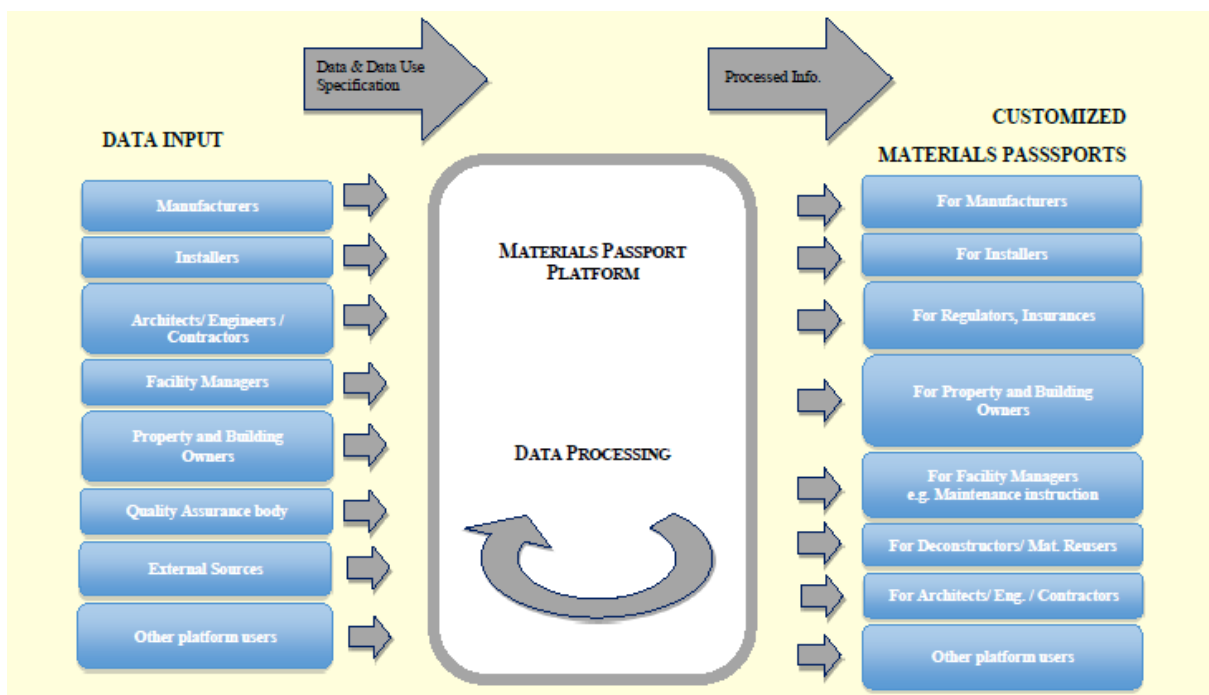 Data & Data Use
Specification
Processed Info.
DATA INPUT
CUSTOMIZED
MATERIALS PASSSPORTS
Manufacturers
Installers
Architects/ Engineers /
Contractors
Facility Managers
Property and Building
Owners
Quality Assurance body
External Sources
Other platform users
MATERIALS PASSPORT
PLATFORM
DATA PROCESSING
For Manufacturers
For Installers
For Regulators, Insurances
For Property and Building
Owners
For Facility Managers
e.g. Maintenance instruction
For Deconstructors/ Mat. Reusers
For Architects/ Eng. / Contractors
Other platform users